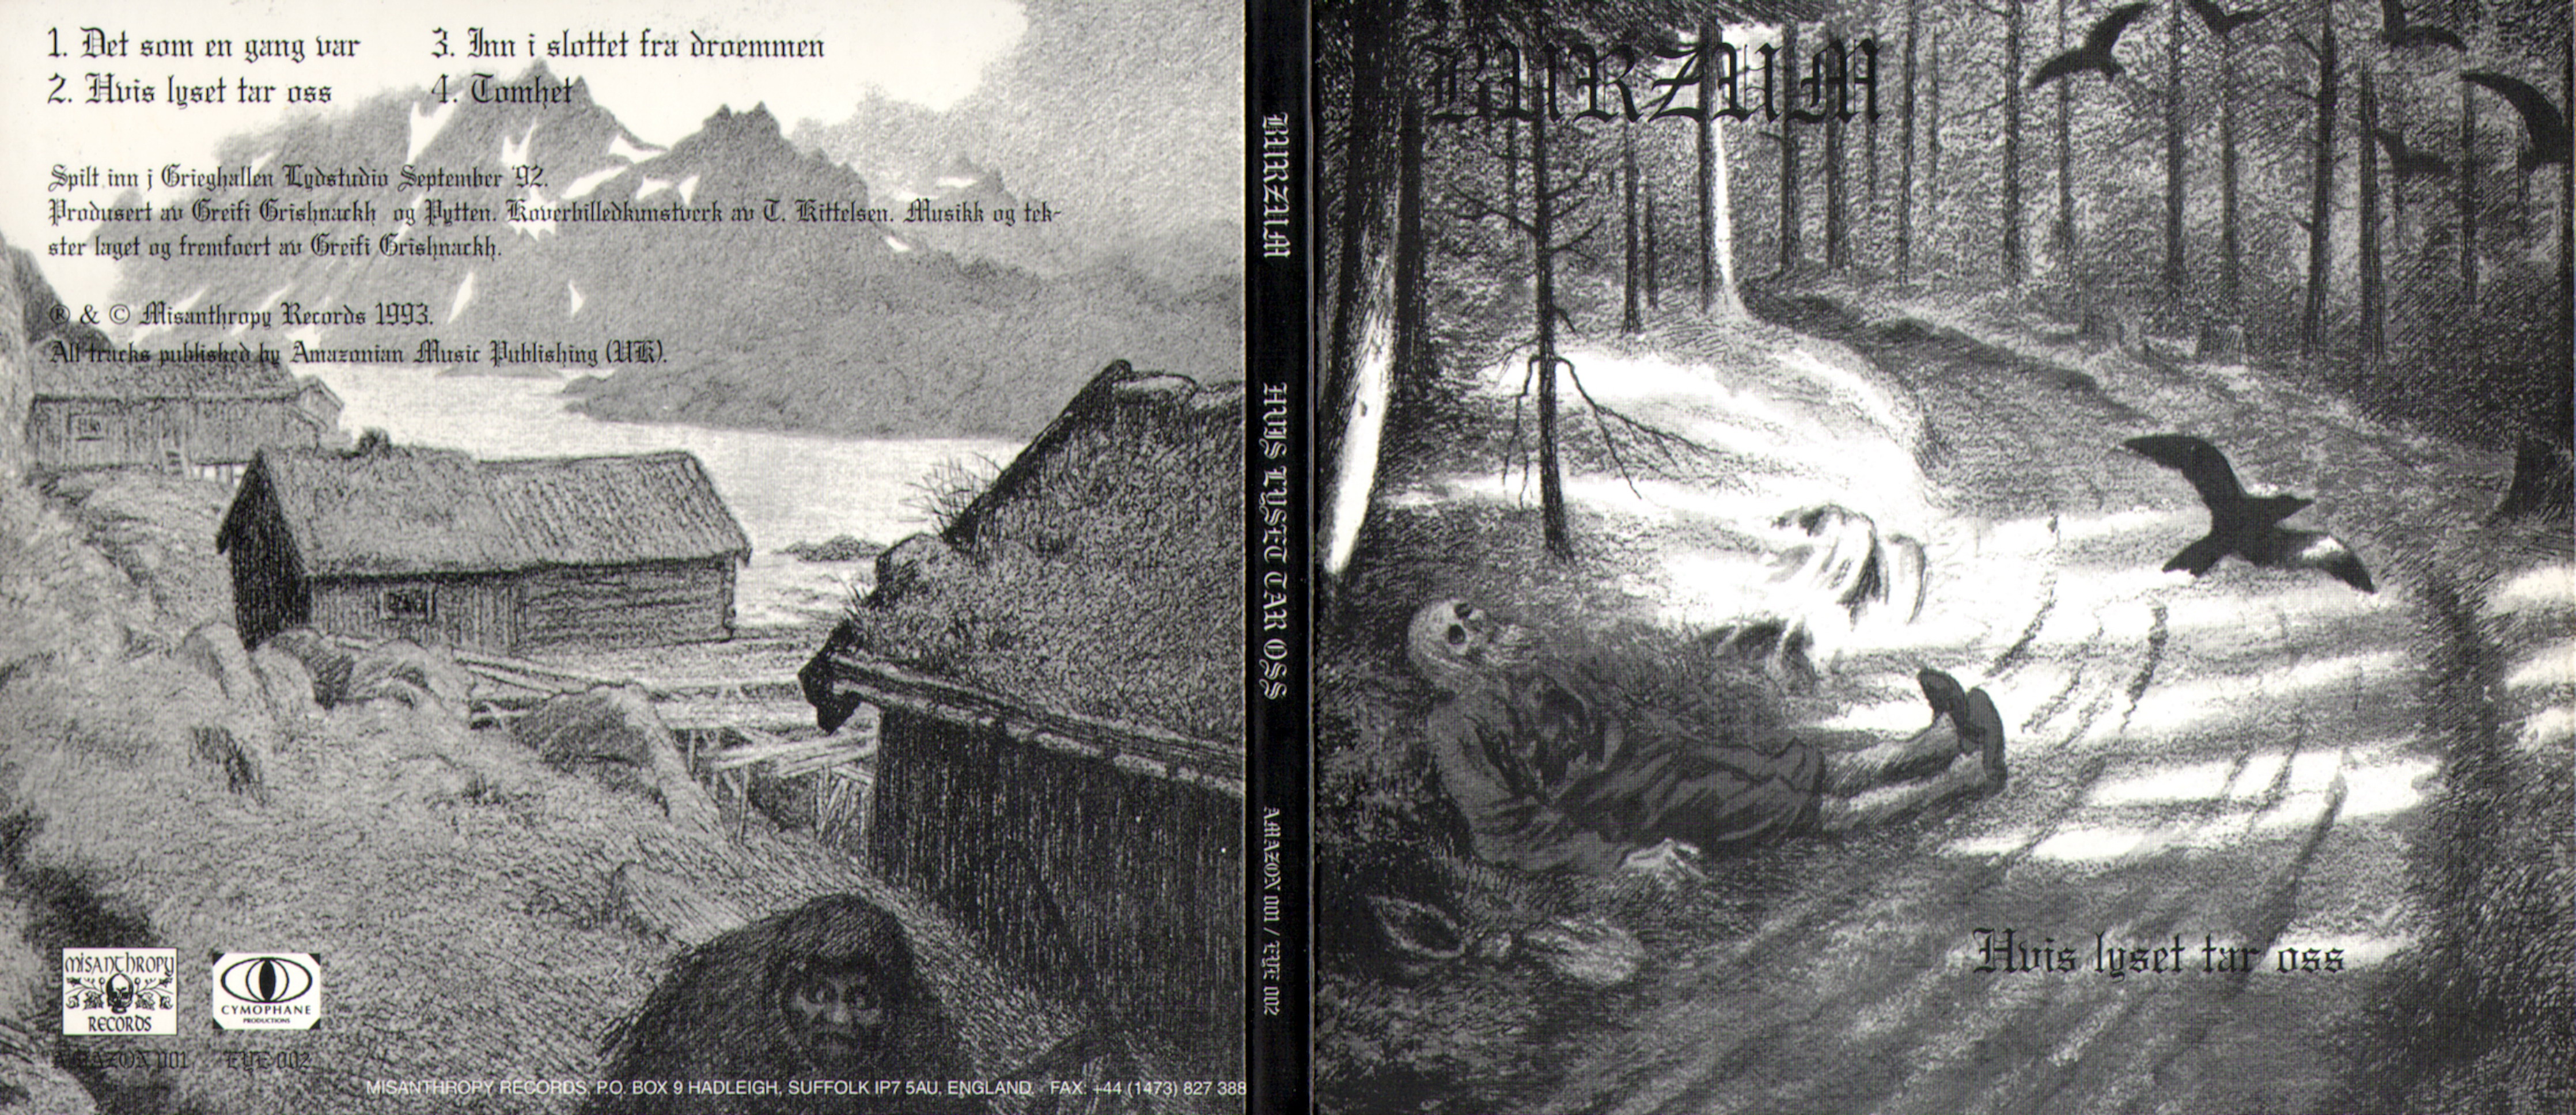 1. Det som en gang var
2. Hvis lyset tar oss
3. Inn i slottet fra droemmen
4. Tomhet
Spilt inn j Grieghallen Lydstudio September '92.
Produsert av Greifi Grishnackh og Pytten. Koverbilledkunstverk av T. Kittelsen. Musikk og tek-
ster laget og fremfoert av Greifi Grishnackh.
® & © Misanthropy Records 1993.
All tracks published by Amazonian Music Publishing (UK).
MISANTHROPY
RECORDS
CYMOPHANE
PRODUCTIONS
AMAZON 001 EYE 002
MISANTHROPY RECORDS, P.O. BOX 9 HADLEIGH, SUFFOLK IP7 5AU, ENGLAND. FAX: +44 (1473) 827 388
BURZUM
HVIS LYSET TAR OSS
AMAZON 001 / EYE 002
BURZUM
Hvis lyset tar oss